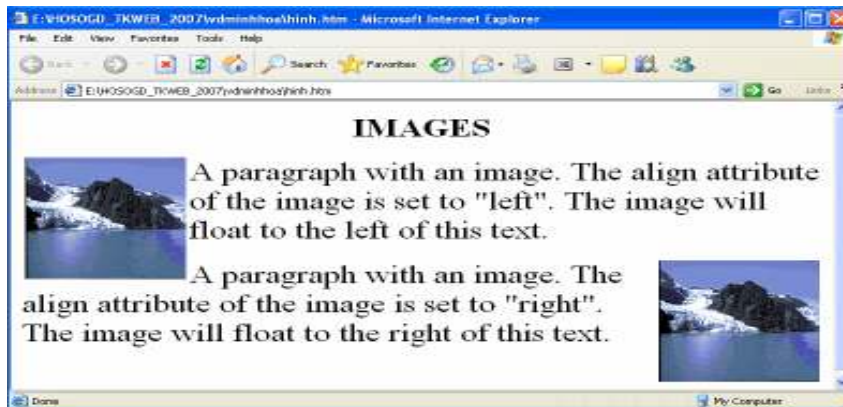 E:\HOSOGD_TKWEB_2007\vdminhhoa\hinh.htm - Microsoft Internet Explorer
File Edit View Favorites Tools Help
Back Search Favorites
Address E:\HOSOGD_TKWEB_2007\vdminhhoa\hinh.htm Go Links
IMAGES
A paragraph with an image. The align attribute
of the image is set to "left". The image will
float to the left of this text.
A paragraph with an image. The
align attribute of the image is set to "right".
The image will float to the right of this text.
Done My Computer